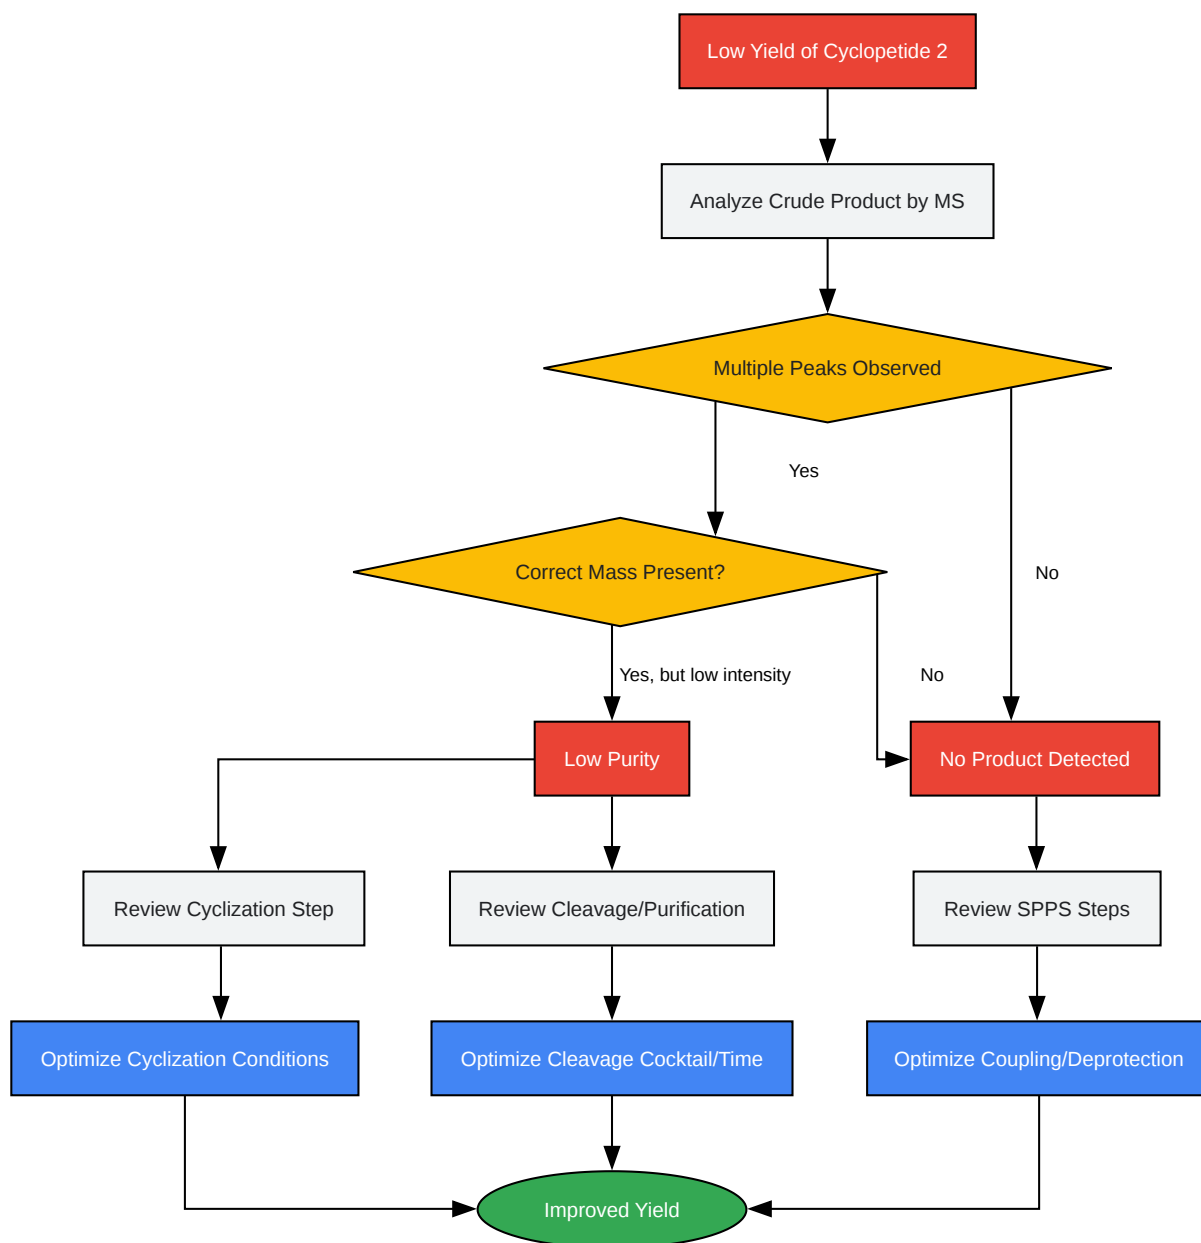 Low Yield of Cyclopetide 2
Analyze Crude Product by MS
Multiple Peaks Observed
Yes
Correct Mass Present?
No
Yes, but low intensity
No
Low Purity
No Product Detected
Review Cyclization Step
Review Cleavage/Purification
Review SPPS Steps
Optimize Cyclization Conditions
Optimize Cleavage Cocktail/Time
Optimize Coupling/Deprotection
Improved Yield